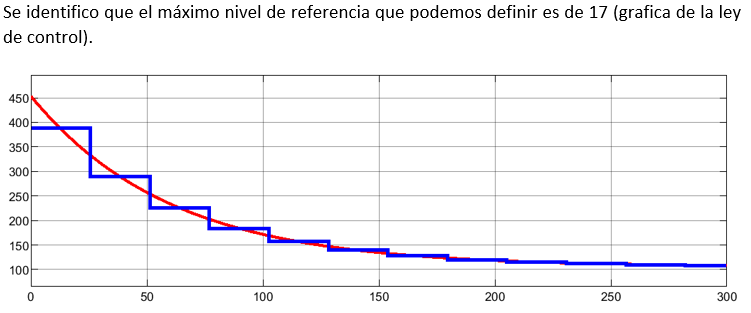 Se identifico que el máximo nivel de referencia que podemos definir es de 17 (grafica de la ley
de control).
450
400
350
300
250
200
150
100
0 50 100 150 200 250 300